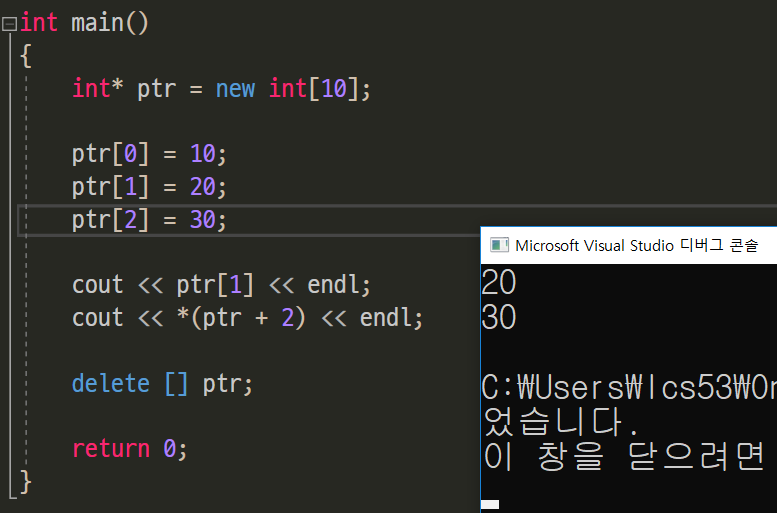 int main()
{
int* ptr = new int[10];
ptr[0] = 10;
ptr[1] = 20;
ptr[2] = 30;
cout << ptr[1] << endl;
cout << *(ptr + 2) << endl;
delete [] ptr;
return 0;
}
Microsoft Visual Studio 디버그 콘솔
20
30
C:₩Users₩lcs53₩On
었습니다.
이 창을 닫으려면